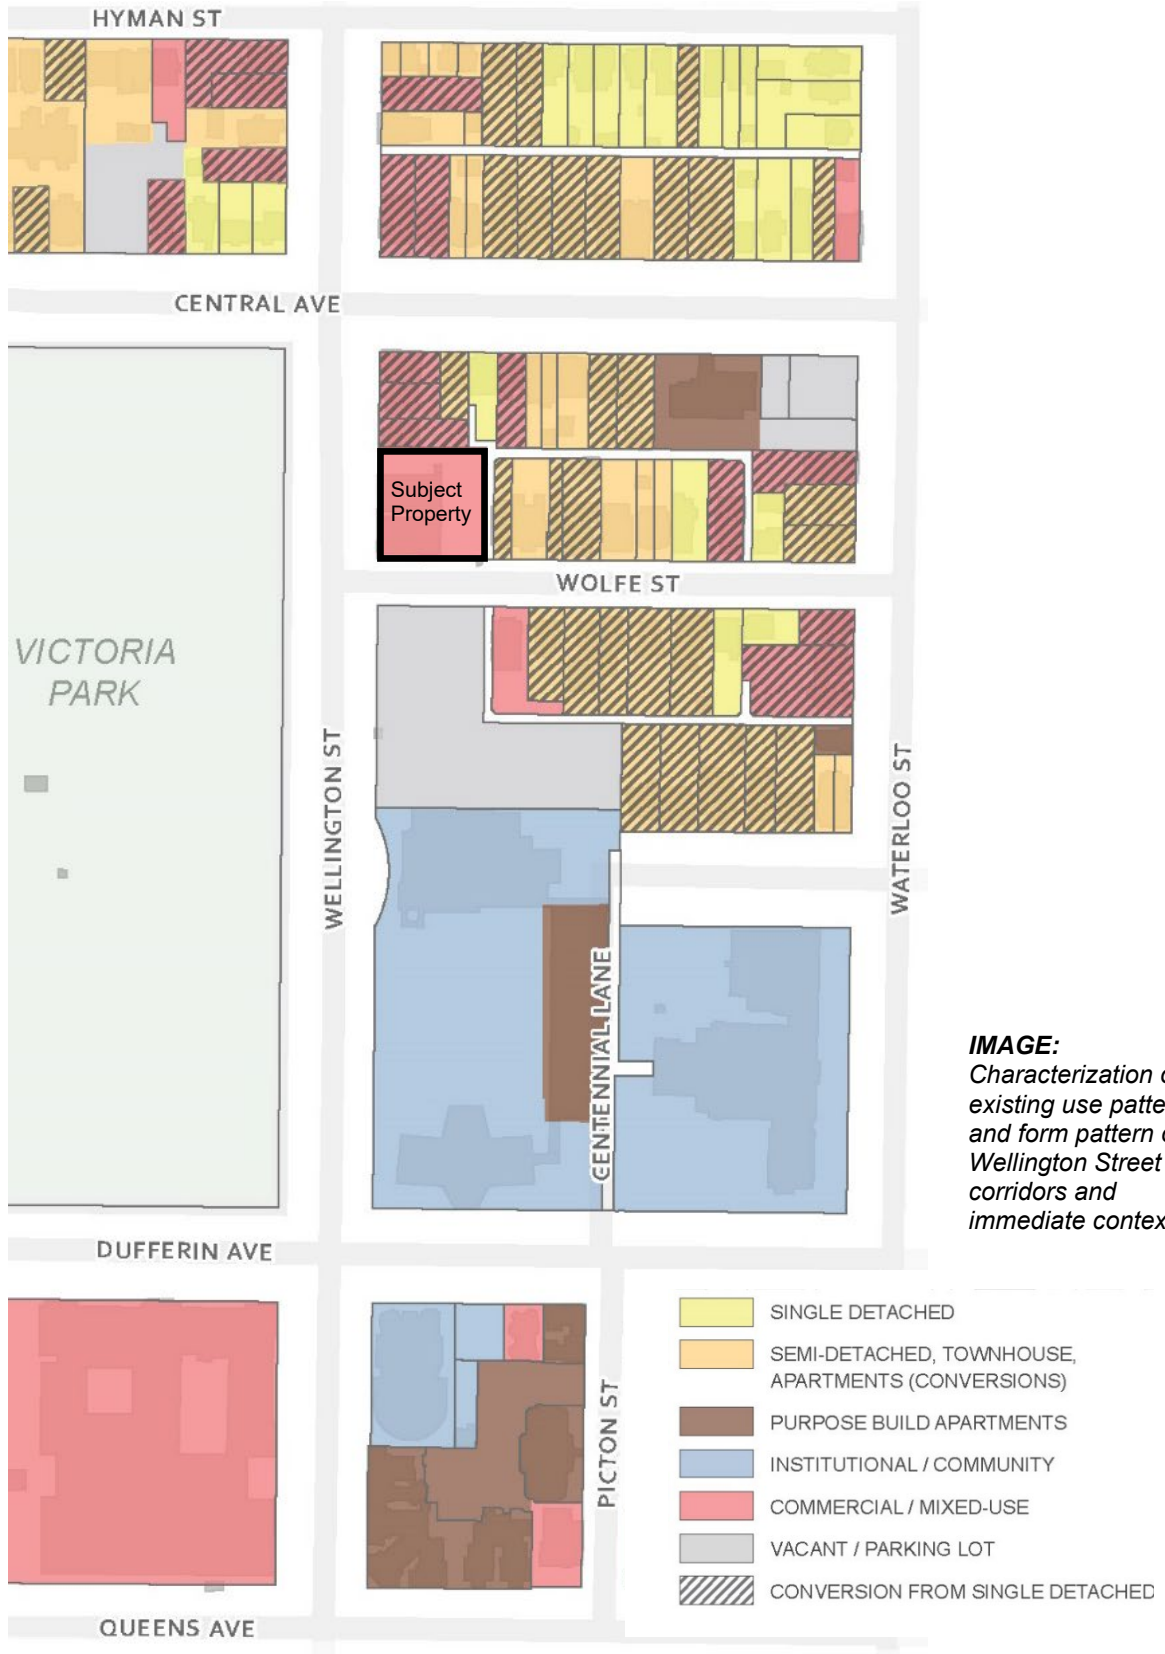 HYMAN ST
CENTRAL AVE
Subject
Property
WOLFE ST
VICTORIA
PARK
WELLINGTON ST
WATERLOO ST
CENTENNIAL LANE
IMAGE:
Characterization
existing use
and form pattern
Wellington Street
corridors and
immediate
DUFFERIN AVE
PICTON ST
SINGLE DETACHED
SEMI-DETACHED, TOWNHOUSE,
APARTMENTS (CONVERSIONS)
PURPOSE BUILD APARTMENTS
INSTITUTIONAL / COMMUNITY
COMMERCIAL / MIXED-USE
VACANT / PARKING LOT
CONVERSION FROM SINGLE DETACHED
QUEENS AVE